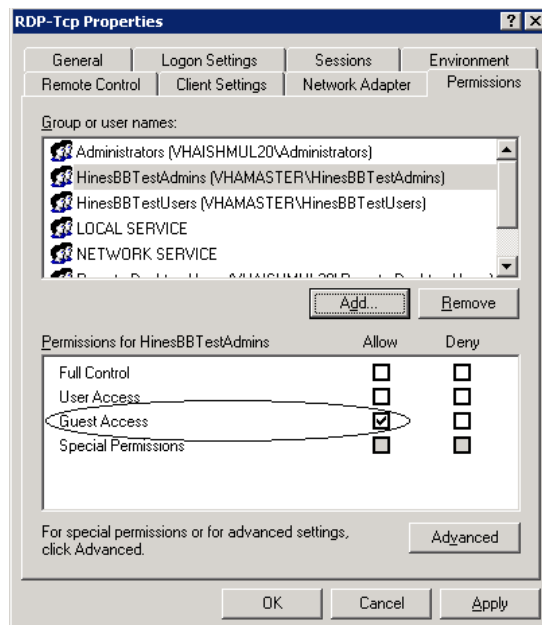 RDP-Tcp Properties
General Logon Settings Sessions Environment
Remote Control Client Settings Network Adapter Permissions
Group or user names:
Administrators (VHAISHMUL20\Administrators)
HinesBBTestAdmins (VHAMASTER\HinesBBTestAdmins)
HinesBBTestUsers (VHAMASTER\HinesBBTestUsers)
LOCAL SERVICE
NETWORK SERVICE
Add... Remove
Permissions for HinesBBTestAdmins Allow Deny
Full Control
User Access
Guest Access
Special Permissions
For special permissions or for advanced settings,
click Advanced.
Advanced
OK Cancel Apply